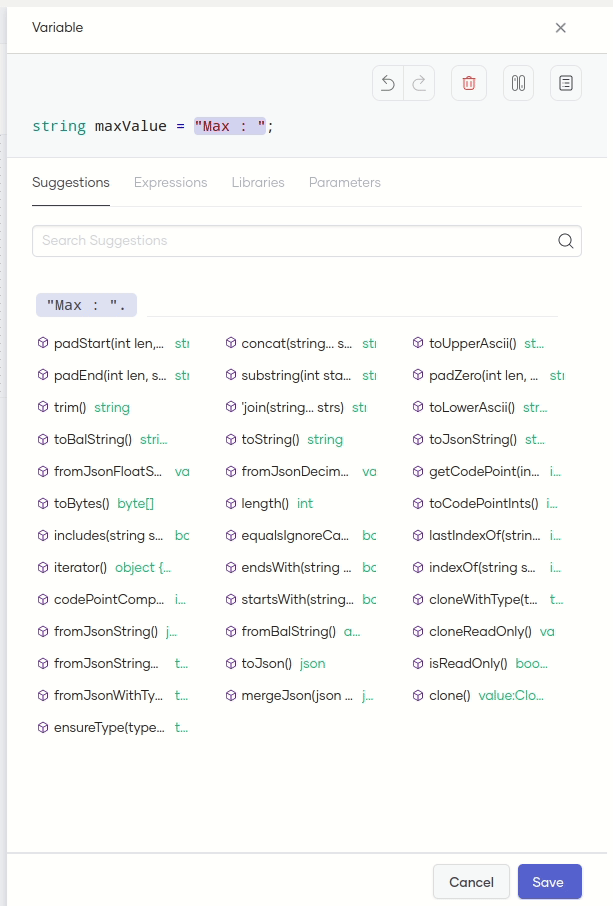 Variable
string maxValue = "Max : ";
Suggestions Expressions Libraries Parameters
Search Suggestions
"Max : ".
padStart(int len,... str concat(string... s... str toUpperAscii() st...
padEnd(int len, s... str substring(int sta... str padZero(int len, ... str
trim() string 'join(string... strs) str toLowerAscii() str...
toBalString() stri... toString() string toJsonString() st...
fromJsonFloatS... va fromJsonDecim... va getCodePoint(in... i...
toBytes() byte[] length() int toCodePointInts() i...
includes(string s... bo equalsIgnoreCa... bo lastIndexOf(strin... i...
iterator() object {... endsWith(string ... bo indexOf(string s... i...
codePointComp... i... startsWith(string... bo cloneWithType(t... t...
fromJsonString() j... fromBalString() a... cloneReadOnly() va
fromJsonString... t... toJson() json isReadOnly() boo...
fromJsonWithTy... t... mergeJson(json ... j... clone() value:Clo...
ensureType(type... t...
Cancel Save